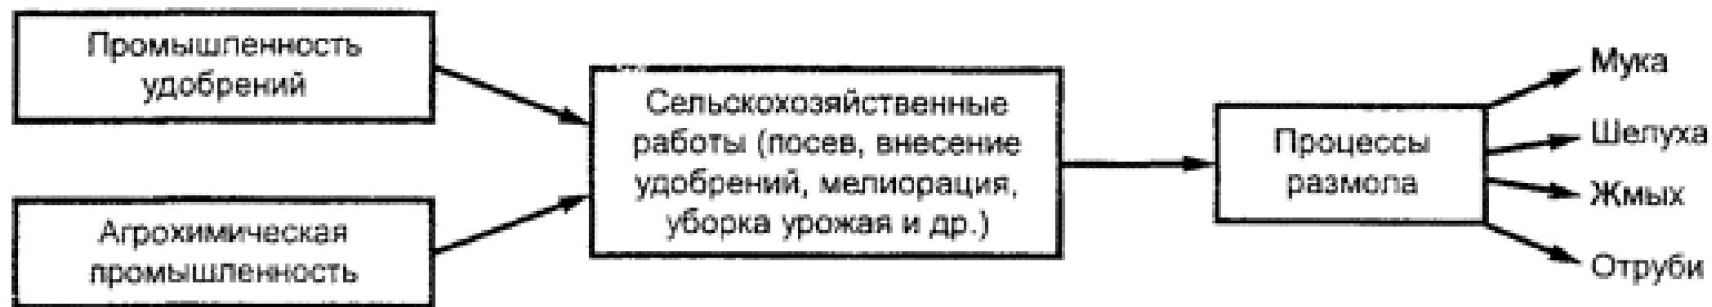 Промышленность
удобрений
Агрохимическая
промышленность
Сельскохозяйственные
работы (посев, внесение
удобрений, мелиорация,
уборка урожая и др.)
Процессы
размола
Мука
Шелуха
Жмых
Отруби